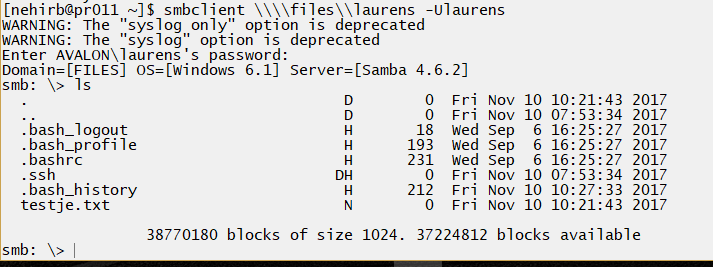 [nehirb@pr011 ~]$ smbclient \\\\files\\laurens -Ulaurens
WARNING: The "syslog only" option is deprecated
WARNING: The "syslog" option is deprecated
Enter AVALON\laurens's password:
Domain=[FILES] OS=[Windows 6.1] Server=[Samba 4.6.2]
smb: \> ls
  .                                   D        0  Fri Nov 10 10:21:43 2017
  ..                                  D        0  Fri Nov 10 07:53:34 2017
  .bash_logout                        H       18  Wed Sep  6 16:25:27 2017
  .bash_profile                       H      193  Wed Sep  6 16:25:27 2017
  .bashrc                             H      231  Wed Sep  6 16:25:27 2017
  .ssh                               DH        0  Fri Nov 10 07:53:34 2017
  .bash_history                       H      212  Fri Nov 10 10:27:33 2017
  testje.txt                          N        0  Fri Nov 10 10:21:43 2017
                38770180 blocks of size 1024. 37224812 blocks available
smb: \>